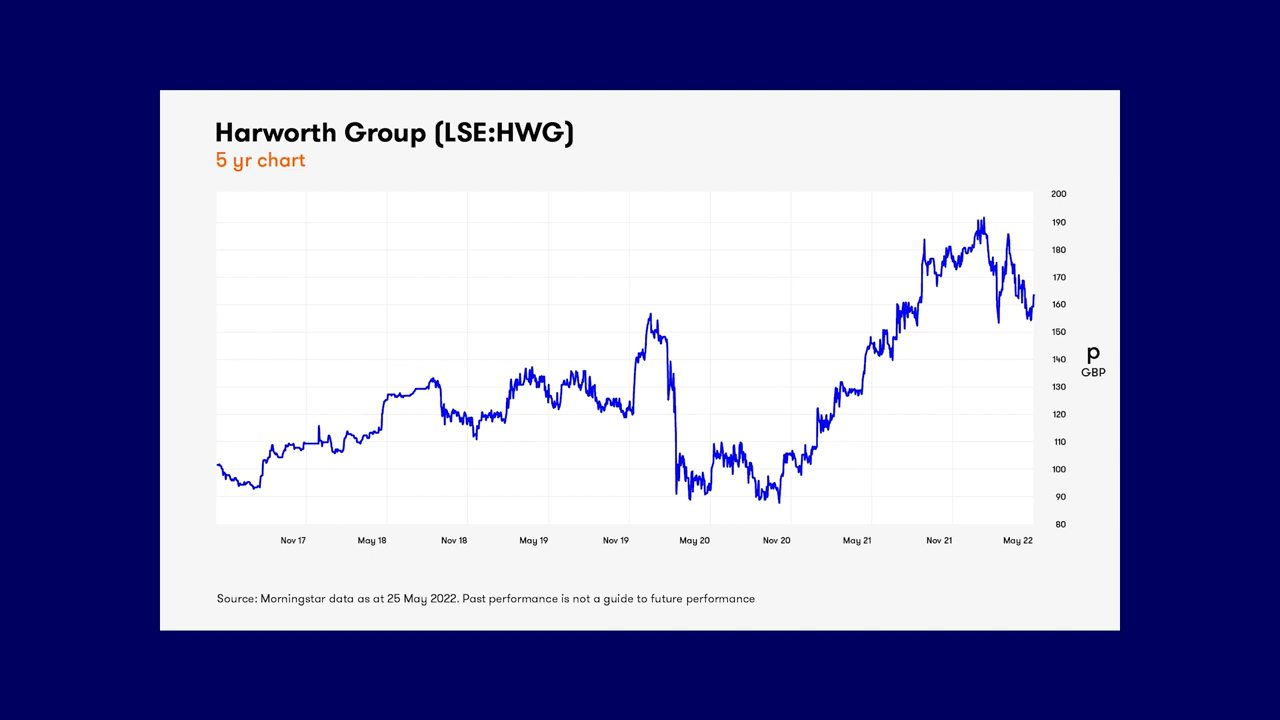 Harworth Group (LSE:HWG)
5 yr chart
200
190
180
170
160
150
140
130
120
110
100
90
80
p
GBP
Nov 17 May 18 Nov 18 May 19 Nov 19 May 20 Nov 20 May 21 Nov 21 May 22
Source: Morningstar data as at 25 May 2022. Past performance is not a guide to future performance